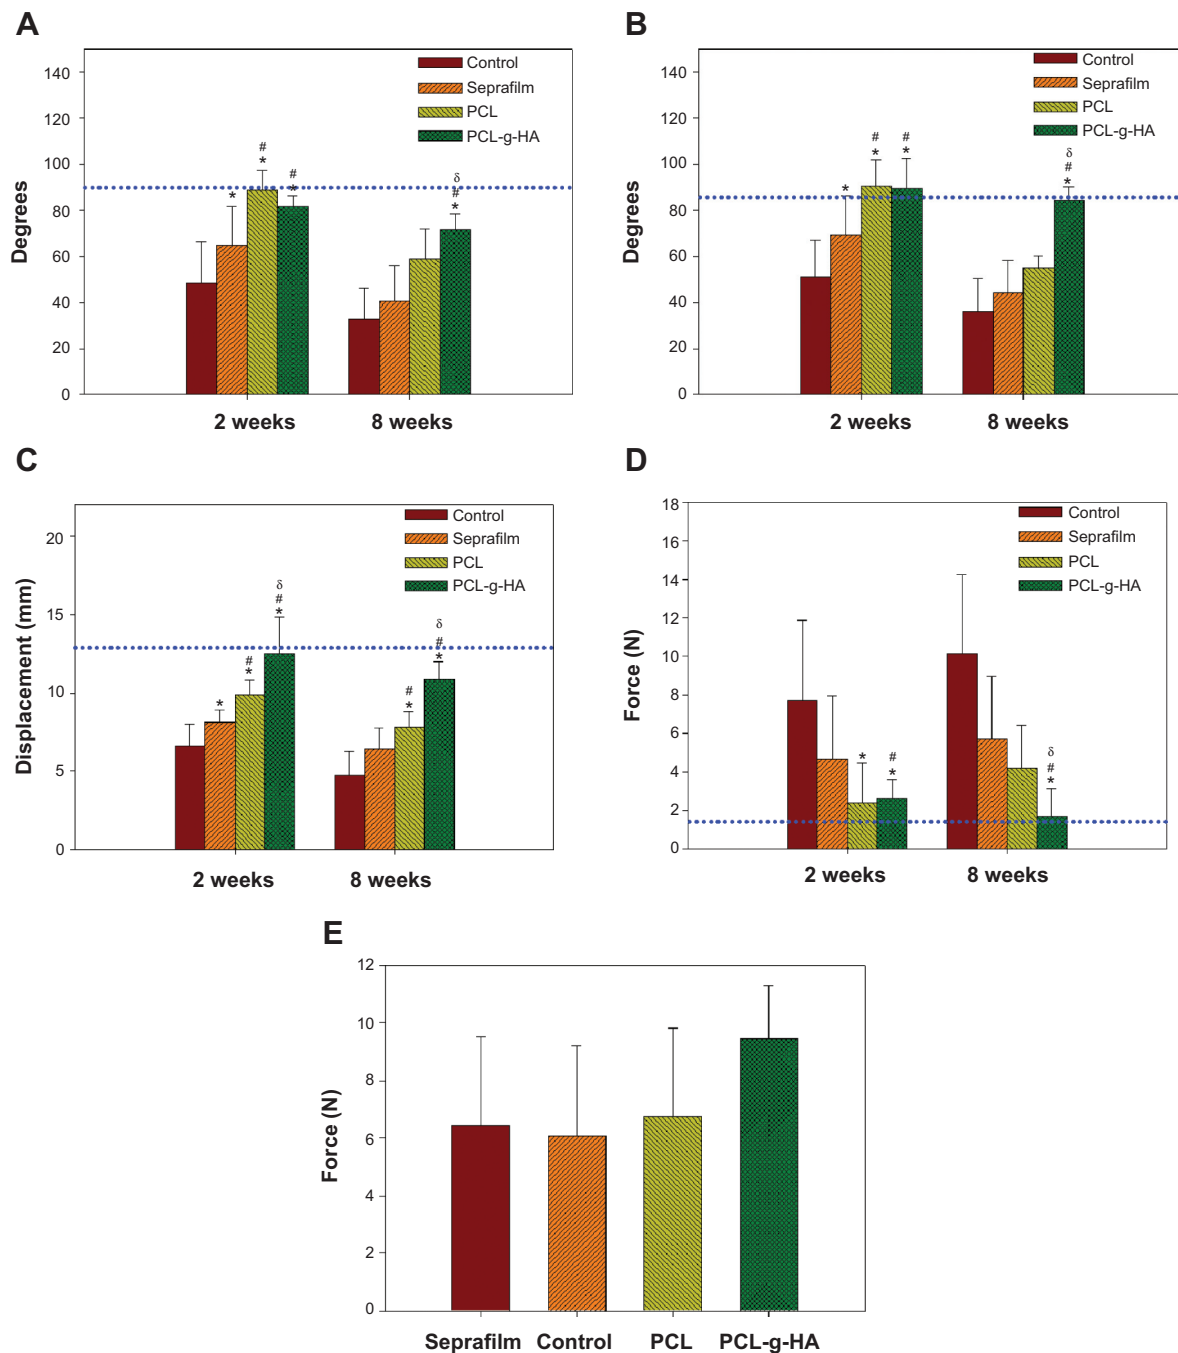 A
Degrees
140
120
100
80
60
40
20
0
Control
Seprafilm
PCL
PCL-g-HA
*
#
*
#
*
δ
#
*
2 weeks
8 weeks
B
Degrees
140
120
100
80
60
40
20
0
Control
Seprafilm
PCL
PCL-g-HA
*
#
*
#
*
δ
#
*
2 weeks
8 weeks
C
Displacement (mm)
20
15
10
5
0
Control
Seprafilm
PCL
PCL-g-HA
*
#
*
δ
#
*
#
*
δ
#
*
2 weeks
8 weeks
D
Force (N)
18
16
14
12
10
8
6
4
2
0
Control
Seprafilm
PCL
PCL-g-HA
*
#
*
δ
#
*
2 weeks
8 weeks
E
Force (N)
12
10
8
6
4
2
0
Seprafilm
Control
PCL
PCL-g-HA